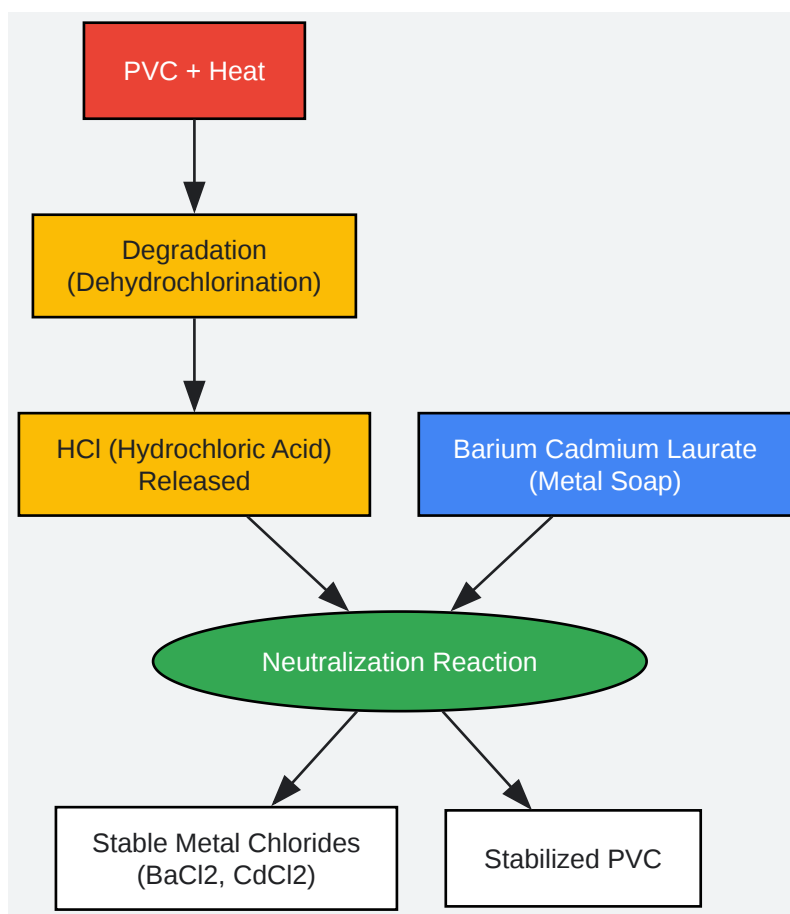 PVC + Heat
Degradation
(Dehydrochlorination)
HCl (Hydrochloric Acid)
Released
Barium Cadmium Laurate
(Metal Soap)
Neutralization Reaction
Stable Metal Chlorides
(BaCl2, CdCl2)
Stabilized PVC